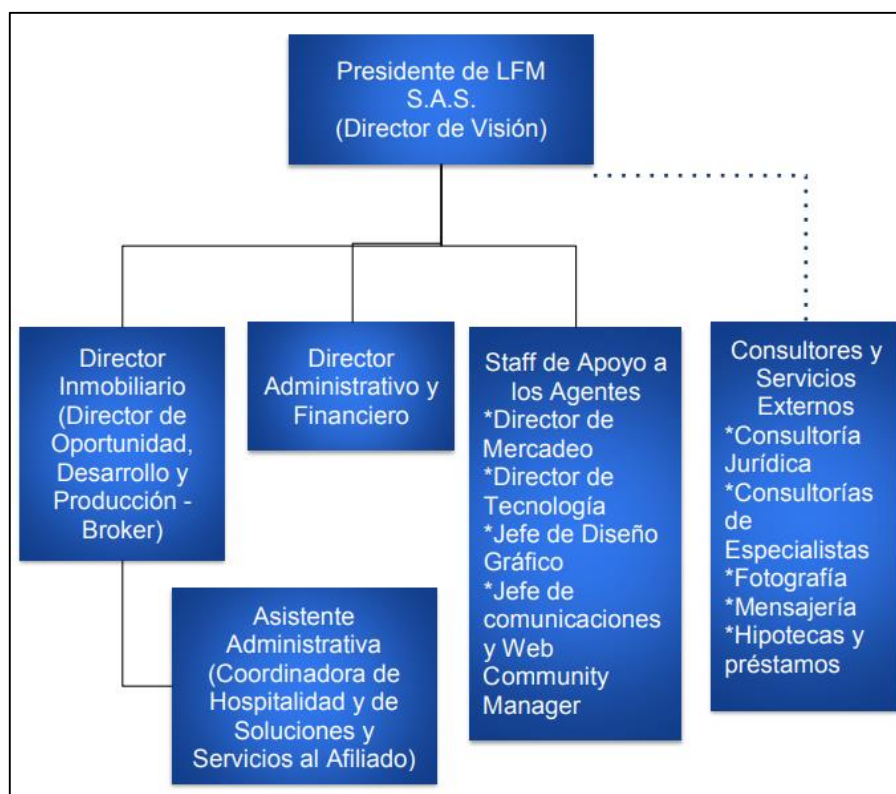 Presidente de LFM
S.A.S.
(Director de Visión)
Director
Inmobiliario
(Director de
Oportunidad,
Desarrollo y
Producción -
Broker)
Director
Administrativo y
Financiero
Staff de Apoyo a
los Agentes
*Director de
Mercadeo
*Director de
Tecnología
*Jefe de Diseño
Gráfico
*Jefe de
comunicaciones
y Web
Community
Manager
Consultores y
Servicios
Externos
*Consultoría
Jurídica
*Consultorías
de
Especialistas
*Fotografía
*Mensajería
*Hipotecas y
préstamos
Asistente
Administrativa
(Coordinadora de
Hospitalidad y de
Soluciones y
Servicios al Afiliado)